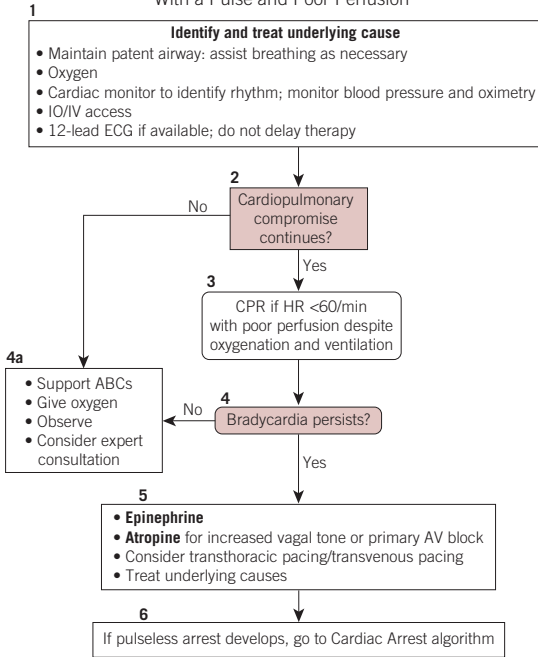 With a Pulse and Poor Perfusion
1
Identify and treat underlying cause
• Maintain patent airway: assist breathing as necessary
• Oxygen
• Cardiac monitor to identify rhythm; monitor blood pressure and oximetry
• IO/IV access
• 12-lead ECG if available; do not delay therapy
2
Cardiopulmonary
compromise
continues?
No
Yes
3
CPR if HR <60/min
with poor perfusion despite
oxygenation and ventilation
4a
• Support ABCs
• Give oxygen
• Observe
• Consider expert
consultation
No
4
Bradycardia persists?
Yes
5
• Epinephrine
• Atropine for increased vagal tone or primary AV block
• Consider transthoracic pacing/transvenous pacing
• Treat underlying causes
6
If pulseless arrest develops, go to Cardiac Arrest algorithm